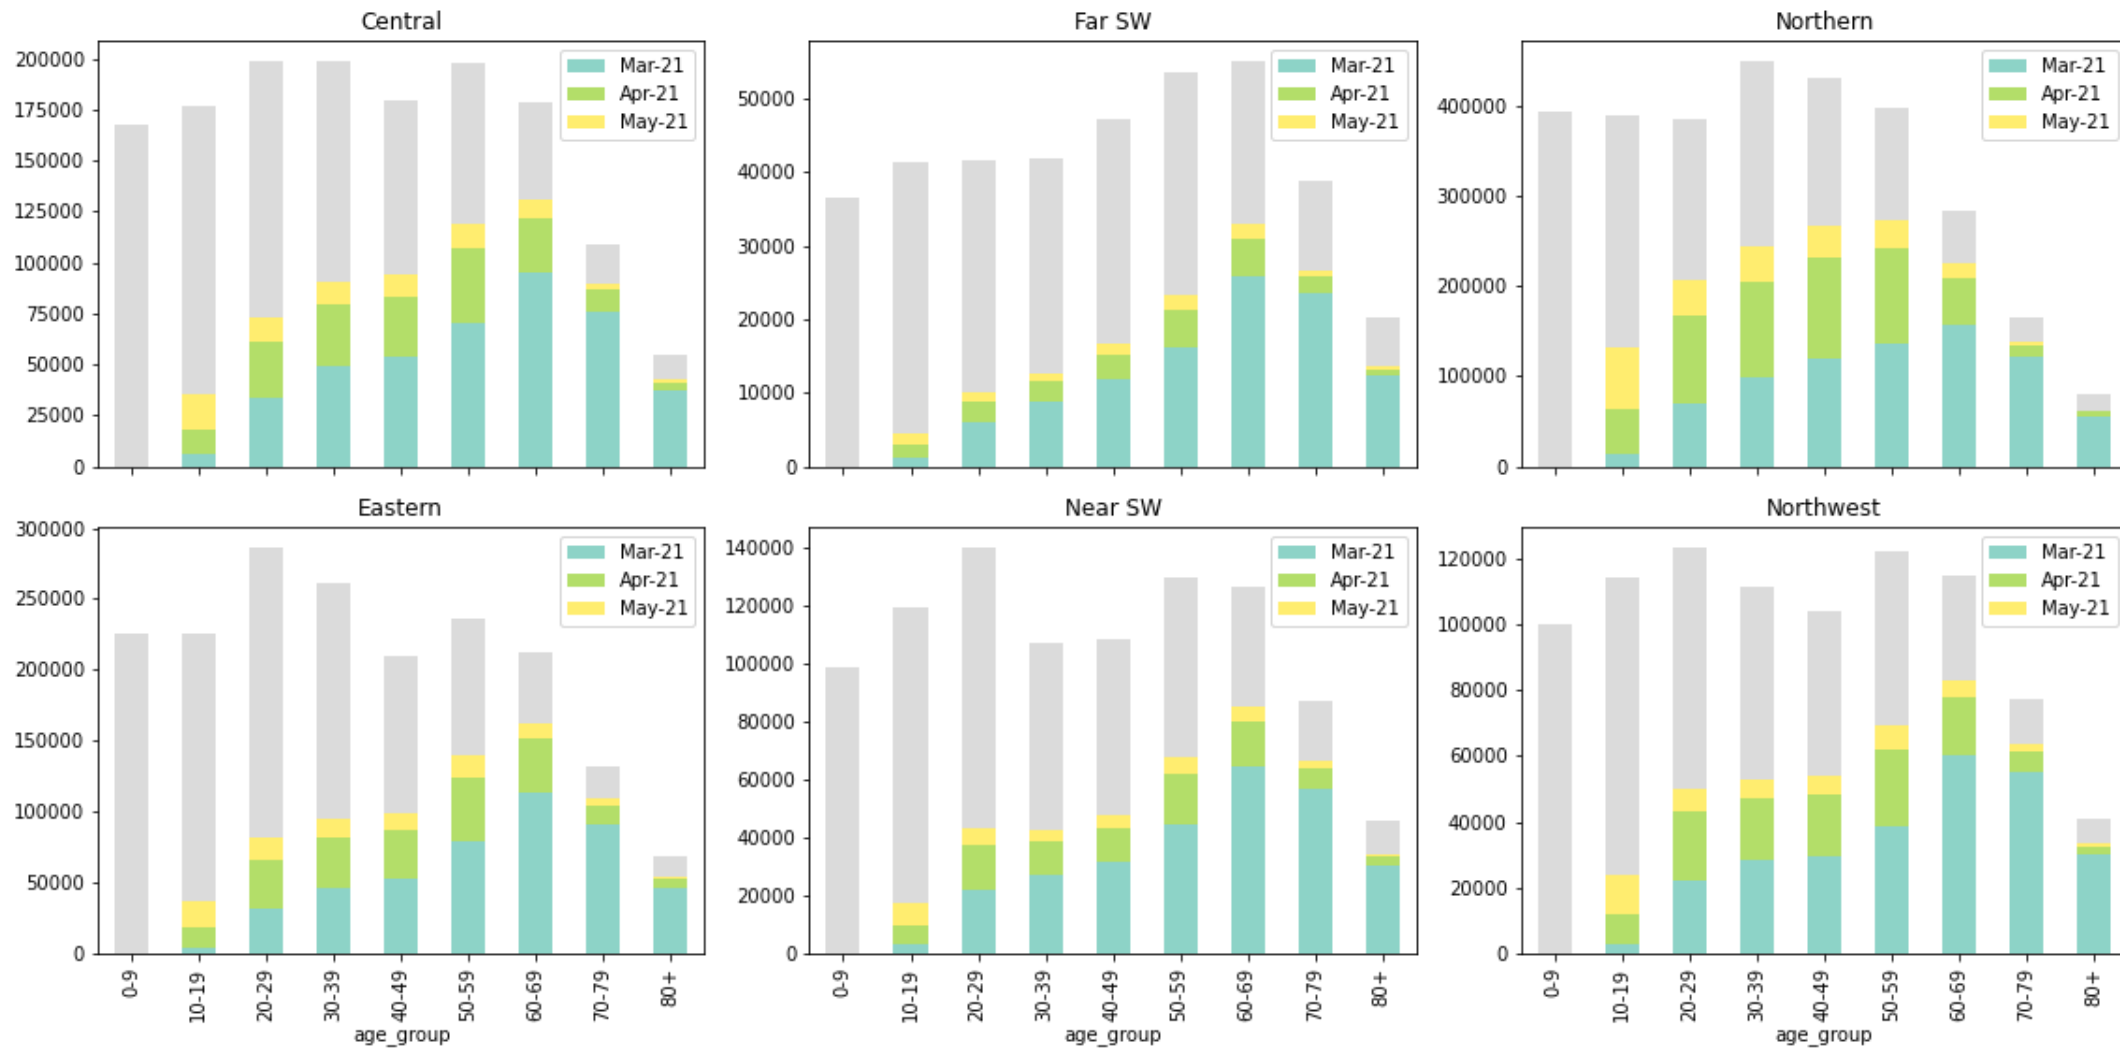 Central
200000
175000
150000
125000
100000
75000
50000
25000
0
Mar-21
Apr-21
May-21
Far SW
50000
40000
30000
20000
10000
0
Mar-21
Apr-21
May-21
Northern
400000
300000
200000
100000
0
Mar-21
Apr-21
May-21
Eastern
300000
250000
200000
150000
100000
50000
0
Mar-21
Apr-21
May-21
0-9
10-19
20-29
30-39
40-49
50-59
60-69
70-79
80+
age_group
Near SW
140000
120000
100000
80000
60000
40000
20000
0
Mar-21
Apr-21
May-21
0-9
10-19
20-29
30-39
40-49
50-59
60-69
70-79
80+
age_group
Northwest
120000
100000
80000
60000
40000
20000
0
Mar-21
Apr-21
May-21
0-9
10-19
20-29
30-39
40-49
50-59
60-69
70-79
80+
age_group